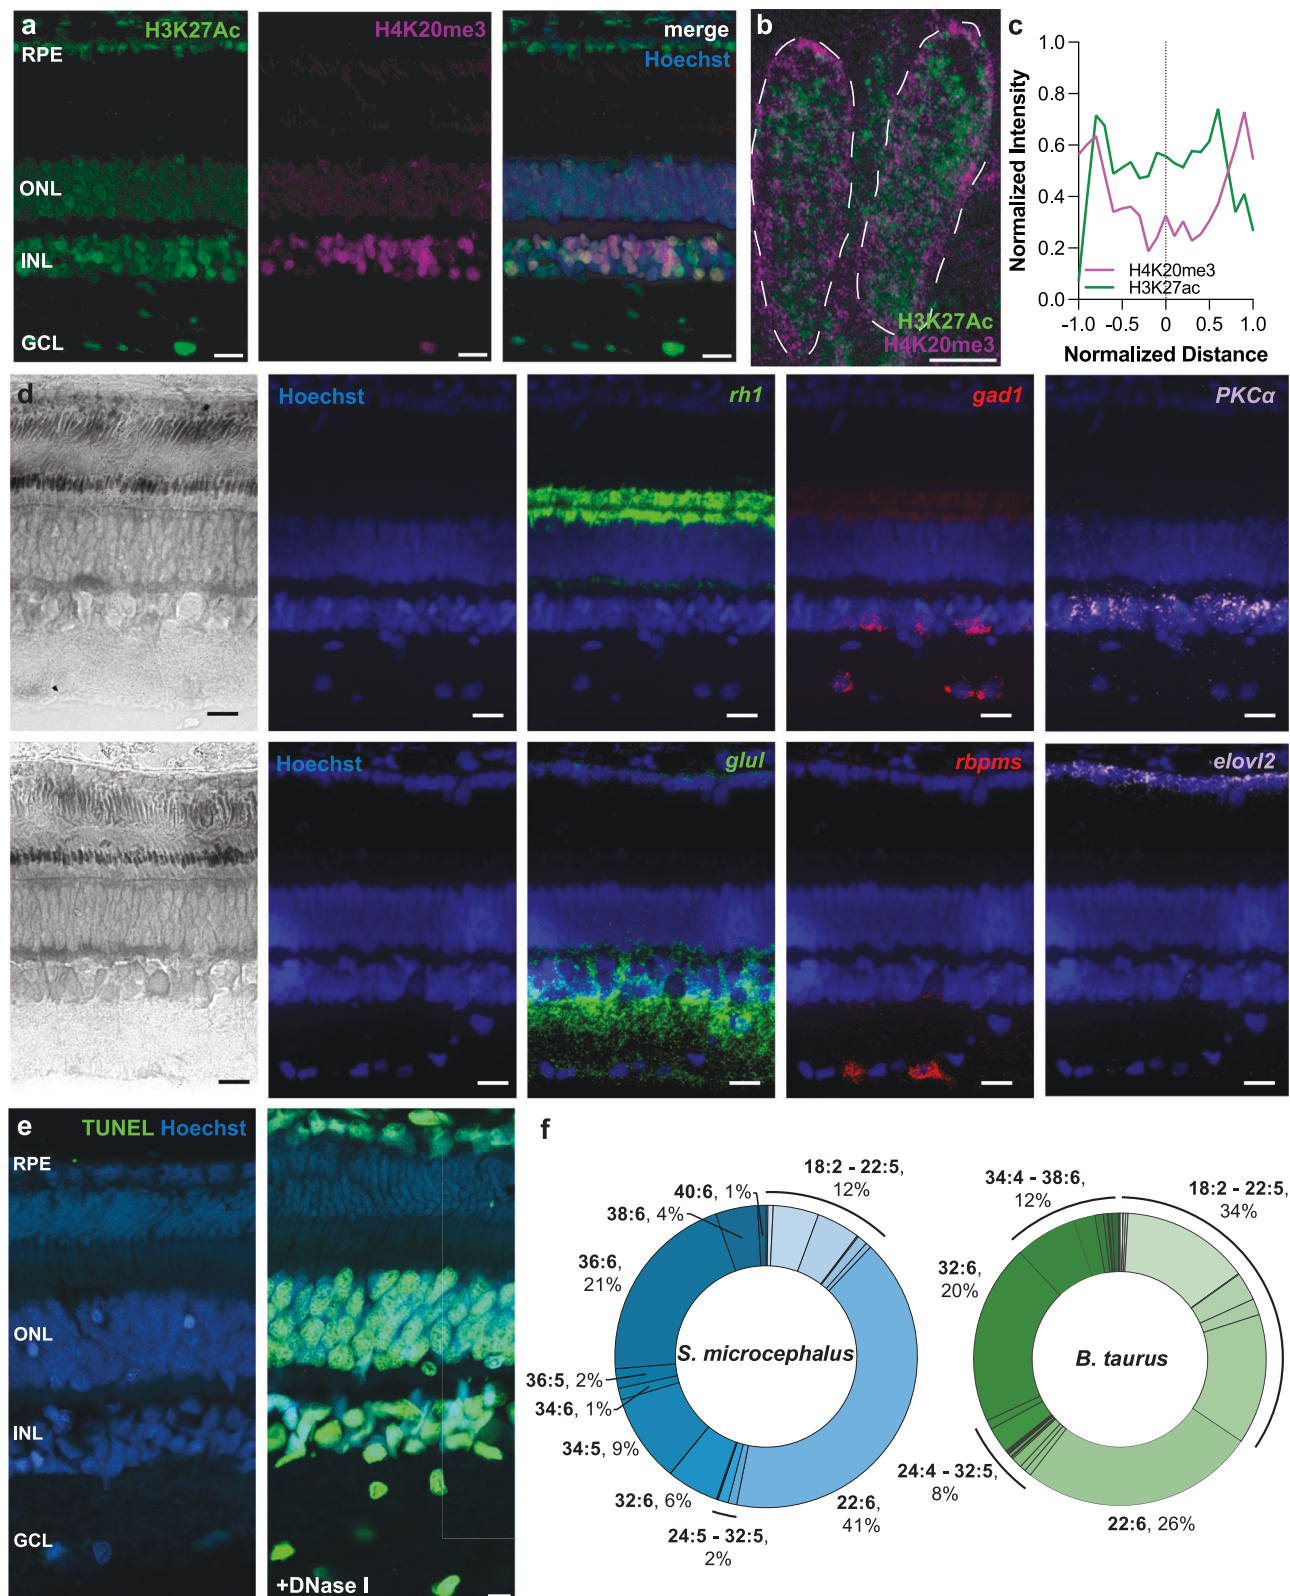 a
H3K27Ac
RPE
ONL
INL
GCL
H4K20me3
merge
Hoechst
b
H3K27Ac
H4K20me3
c
1.0
0.8
0.6
0.4
0.2
0.0
Normalized Intensity
H4K20me3
H3K27ac
-1.0 -0.5 0 0.5 1.0
Normalized Distance
d
Hoechst
rh1
gad1
PKCα
Hoechst
glul
rbpms
elovl2
e
TUNEL Hoechst
RPE
ONL
INL
GCL
+DNase I
f
18:2 - 22:5,
12%
40:6, 1%
38:6, 4%
36:6,
21%
S. microcephalus
36:5, 2%
34:6, 1%
34:5, 9%
32:6, 6%
24:5 - 32:5,
2%
22:6,
41%
34:4 - 38:6,
12%
18:2 - 22:5,
34%
32:6,
20%
B. taurus
24:4 - 32:5,
8%
22:6, 26%